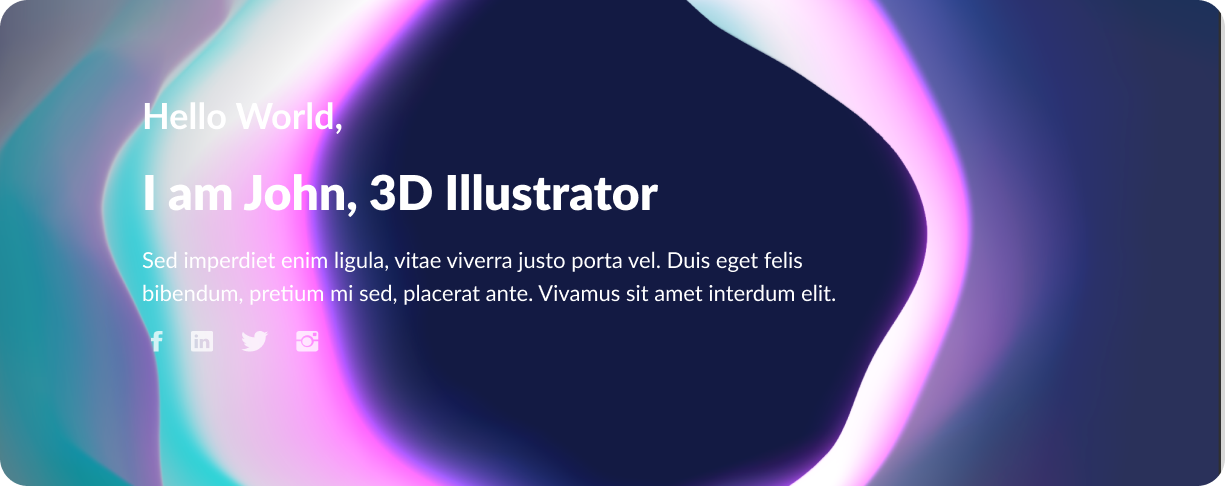 Hello World,
I am John, 3D Illustrator
Sed imperdiet enim ligula, vitae viverra justo porta vel. Duis eget felis
bibendum, pretium mi sed, placerat ante. Vivamus sit amet interdum elit.